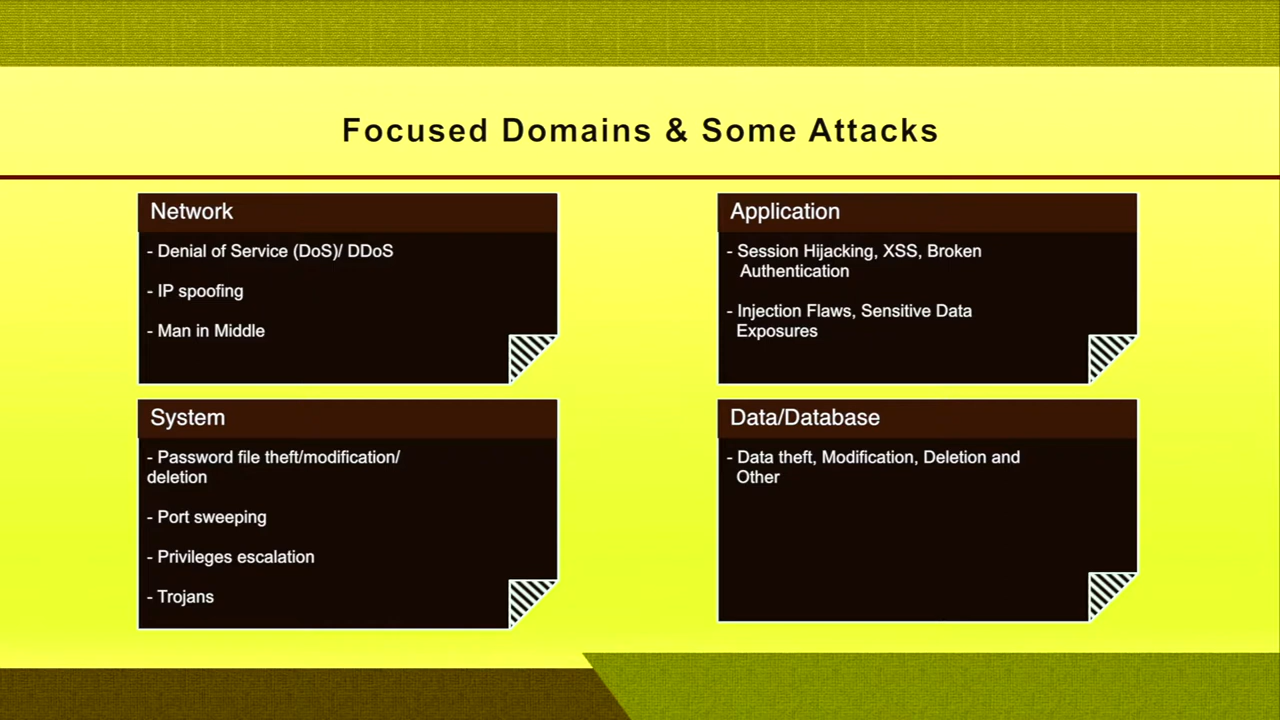 Focused Domains & Some Attacks
Network
- Denial of Service (DoS)/ DDoS
- IP spoofing
- Man in Middle
Application
- Session Hijacking, XSS, Broken
Authentication
- Injection Flaws, Sensitive Data
Exposures
System
- Password file theft/modification/
deletion
- Port sweeping
- Privileges escalation
- Trojans
Data/Database
- Data theft, Modification, Deletion and
Other